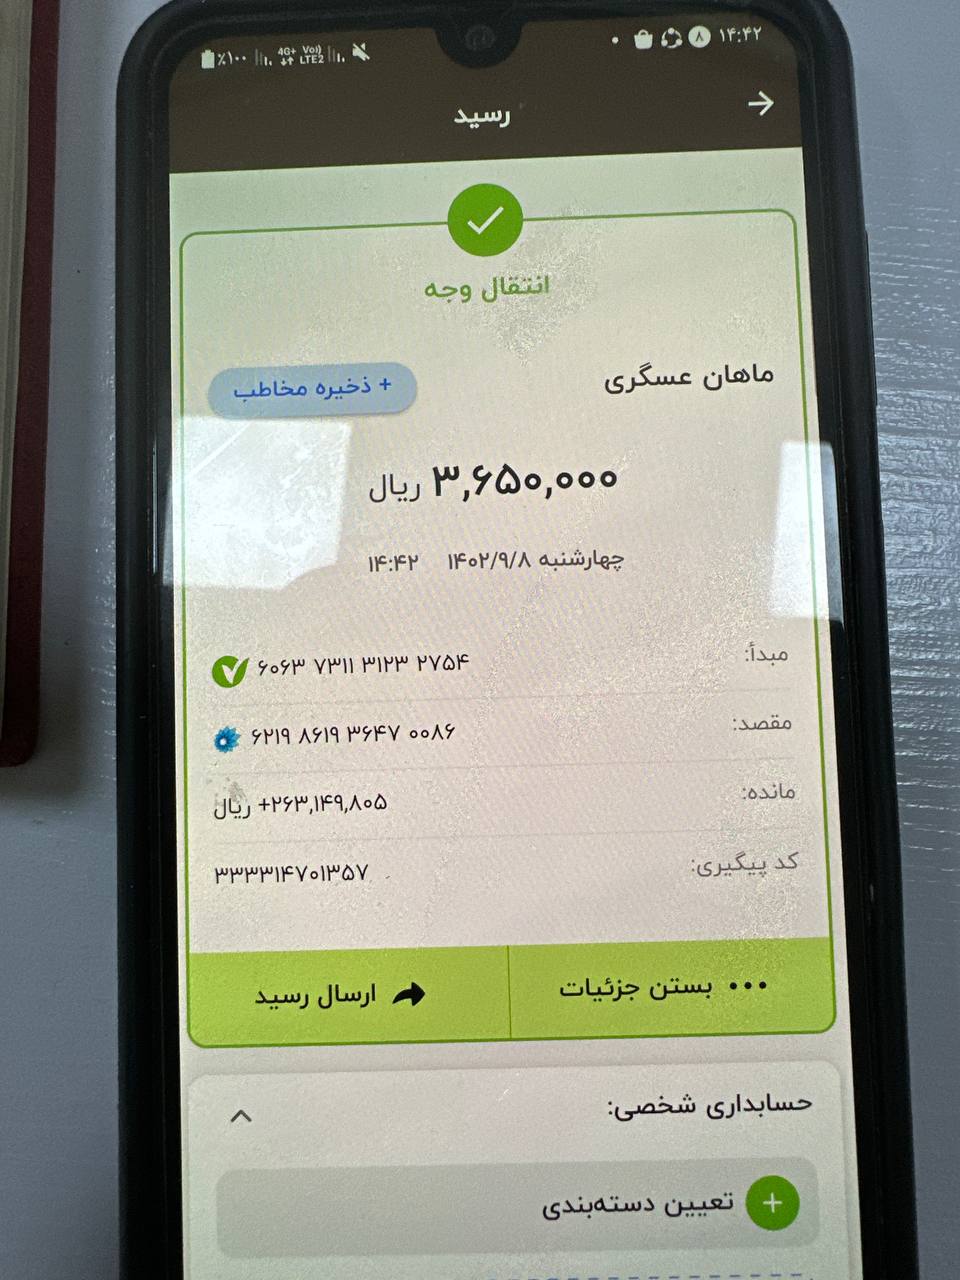 ٪۱۰۰ 4G+ Vo)) LTE2 ۸ ۱۴:۴۲
رسید
انتقال وجه
ماهان عسگری
+ ذخیره مخاطب
۳,۶۵۰,۰۰۰ ریال
چهارشنبه ۱۴۰۲/۹/۸ ۱۴:۴۲
مبدأ: ۶۰۶۳ ۷۳۱۱ ۳۱۲۳ ۲۷۵۴
مقصد: ۶۲۱۹ ۸۶۱۹ ۳۶۴۷ ۰۰۸۶
مانده: +۲۶۳,۱۴۹,۸۰۵ ریال
کد پیگیری: ۳۳۳۳۱۴۷۰۱۳۵۷
بستن جزئیات
ارسال رسید
حسابداری شخصی:
تعیین دسته‌بندی